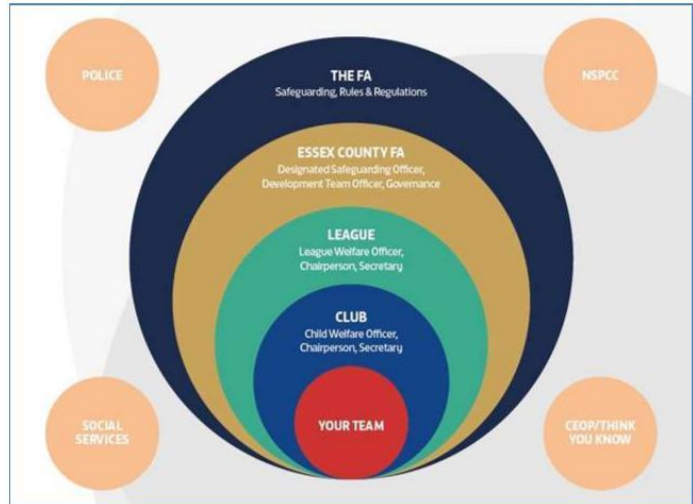 POLICE
NSPCC
THE FA
Safeguarding, Rules & Regulations
ESSEX COUNTY FA
Designated Safeguarding Officer,
Development Team Officer, Governance
LEAGUE
League Welfare Officer,
Chairperson, Secretary
CLUB
Child Welfare Officer,
Chairperson, Secretary
YOUR TEAM
SOCIAL
SERVICES
CEOP/THINK
YOU KNOW